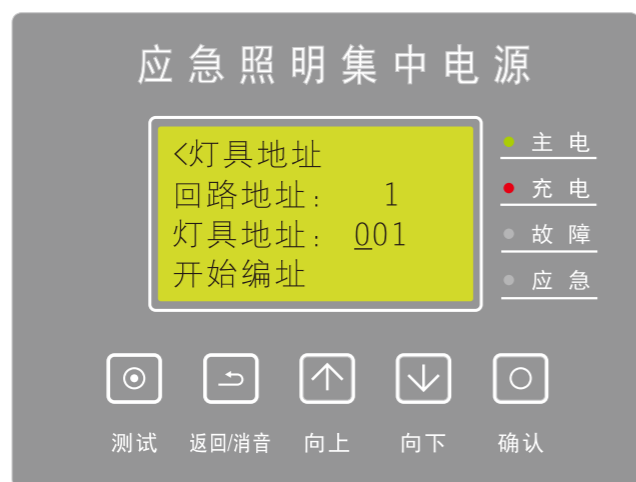 应急照明集中电源
<灯具地址
回路地址： 1
灯具地址： 001
开始编址
主电
充电
故障
应急
测试 返回/消音 向上 向下 确认